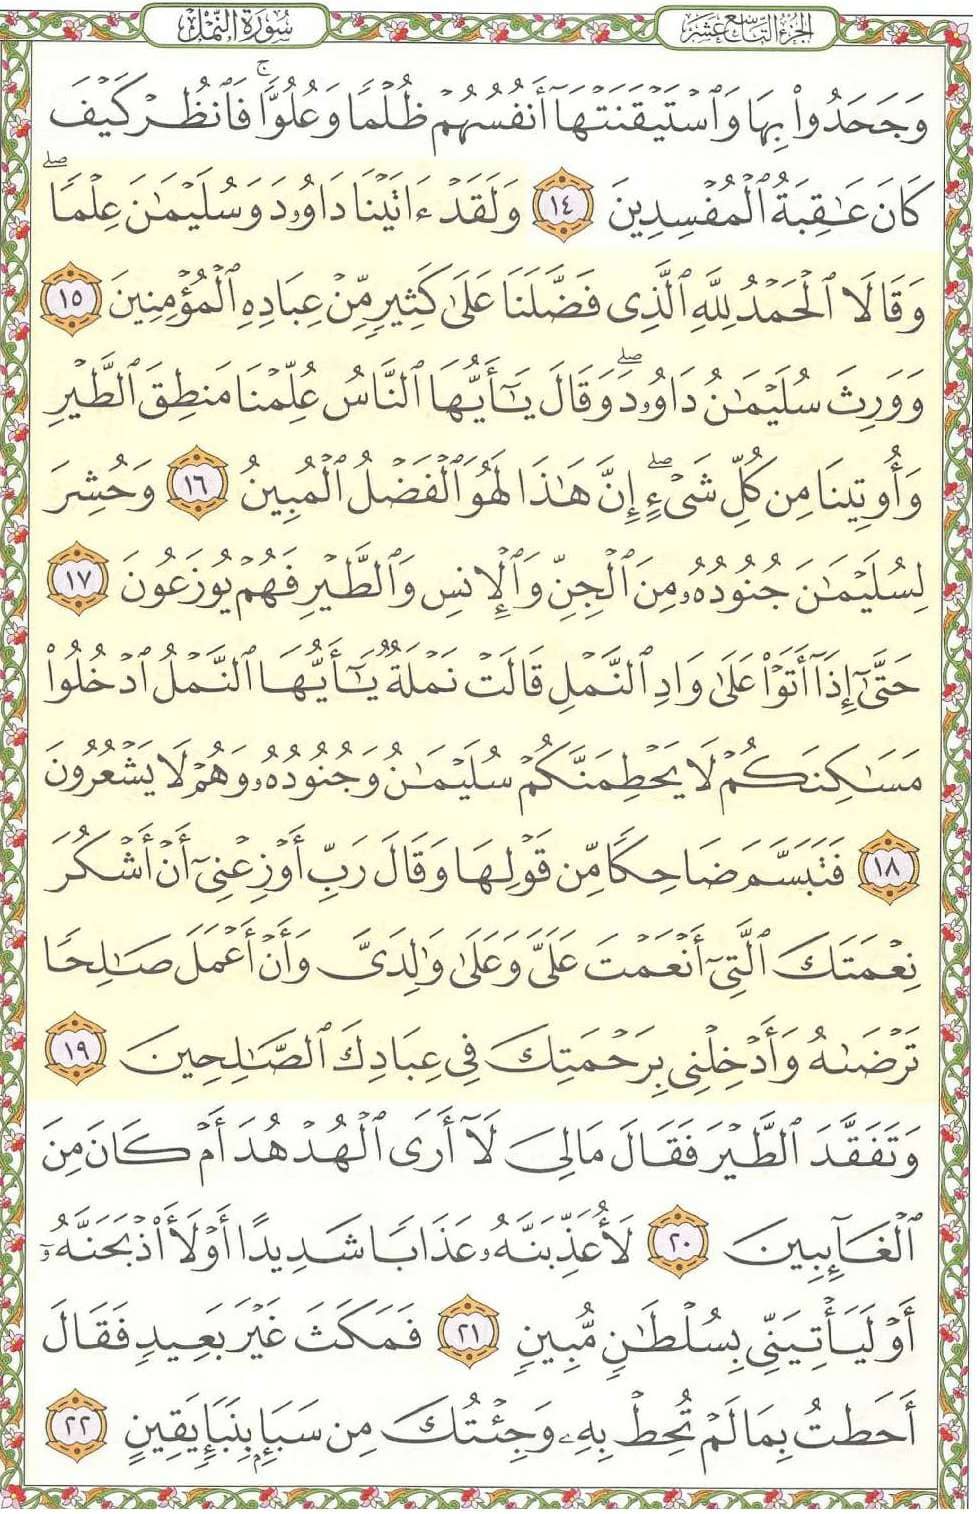 الجزء التاسع عشر
سورة النمل
وَجَحَدُوا۟ بِهَا وَٱسْتَيْقَنَتْهَآ أَنفُسُهُمْ ظُلْمًا وَعُلُوًّا ۚ فَٱنظُرْ كَيْفَ
كَانَ عَـٰقِبَةُ ٱلْمُفْسِدِينَ ١٤ وَلَقَدْ ءَاتَيْنَا دَاوُۥدَ وَسُلَيْمَـٰنَ عِلْمًا ۖ
وَقَالَا ٱلْحَمْدُ لِلَّهِ ٱلَّذِى فَضَّلَنَا عَلَىٰ كَثِيرٍ مِّنْ عِبَادِهِ ٱلْمُؤْمِنِينَ ١٥
وَوَرِثَ سُلَيْمَـٰنُ دَاوُۥدَ ۖ وَقَالَ يَـٰٓأَيُّهَا ٱلنَّاسُ عُلِّمْنَا مَنطِقَ ٱلطَّيْرِ
وَأُوتِينَا مِن كُلِّ شَىْءٍ ۖ إِنَّ هَـٰذَا لَهُوَ ٱلْفَضْلُ ٱلْمُبِينُ ١٦ وَحُشِرَ
لِسُلَيْمَـٰنَ جُنُودُهُۥ مِنَ ٱلْجِنِّ وَٱلْإِنسِ وَٱلطَّيْرِ فَهُمْ يُوزَعُونَ ١٧
حَتَّىٰٓ إِذَآ أَتَوْا۟ عَلَىٰ وَادِ ٱلنَّمْلِ قَالَتْ نَمْلَةٌ يَـٰٓأَيُّهَا ٱلنَّمْلُ ٱدْخُلُوا۟
مَسَـٰكِنَكُمْ لَا يَحْطِمَنَّكُمْ سُلَيْمَـٰنُ وَجُنُودُهُۥ وَهُمْ لَا يَشْعُرُونَ
١٨ فَتَبَسَّمَ ضَاحِكًا مِّن قَوْلِهَا وَقَالَ رَبِّ أَوْزِعْنِىٓ أَنْ أَشْكُرَ
نِعْمَتَكَ ٱلَّتِىٓ أَنْعَمْتَ عَلَىَّ وَعَلَىٰ وَٰلِدَىَّ وَأَنْ أَعْمَلَ صَـٰلِحًا
تَرْضَىٰهُ وَأَدْخِلْنِى بِرَحْمَتِكَ فِى عِبَادِكَ ٱلصَّـٰلِحِينَ ١٩
وَتَفَقَّدَ ٱلطَّيْرَ فَقَالَ مَالِىَ لَآ أَرَى ٱلْهُدْهُدَ أَمْ كَانَ مِنَ
ٱلْغَآئِبِينَ ٢٠ لَأُعَذِّبَنَّهُۥ عَذَابًا شَدِيدًا أَوْ لَأَا۟ذْبَحَنَّهُۥٓ
أَوْ لَيَأْتِيَنِّى بِسُلْطَـٰنٍ مُّبِينٍ ٢١ فَمَكَثَ غَيْرَ بَعِيدٍ فَقَالَ
أَحَطتُ بِمَا لَمْ تُحِطْ بِهِۦ وَجِئْتُكَ مِن سَبَإٍۭ بِنَبَإٍ يَقِينٍ ٢٢